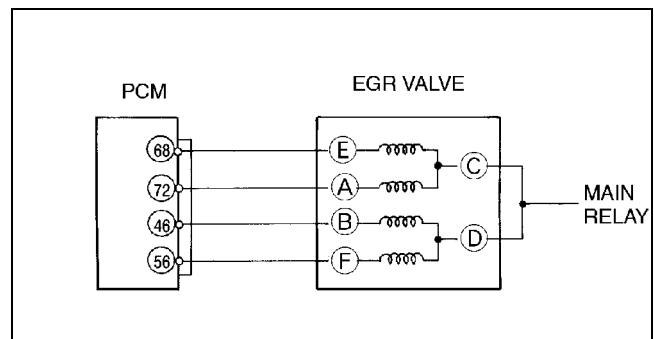 PCM
EGR VALVE
68 E
72 A
46 B
56 F
C
D
MAIN
RELAY